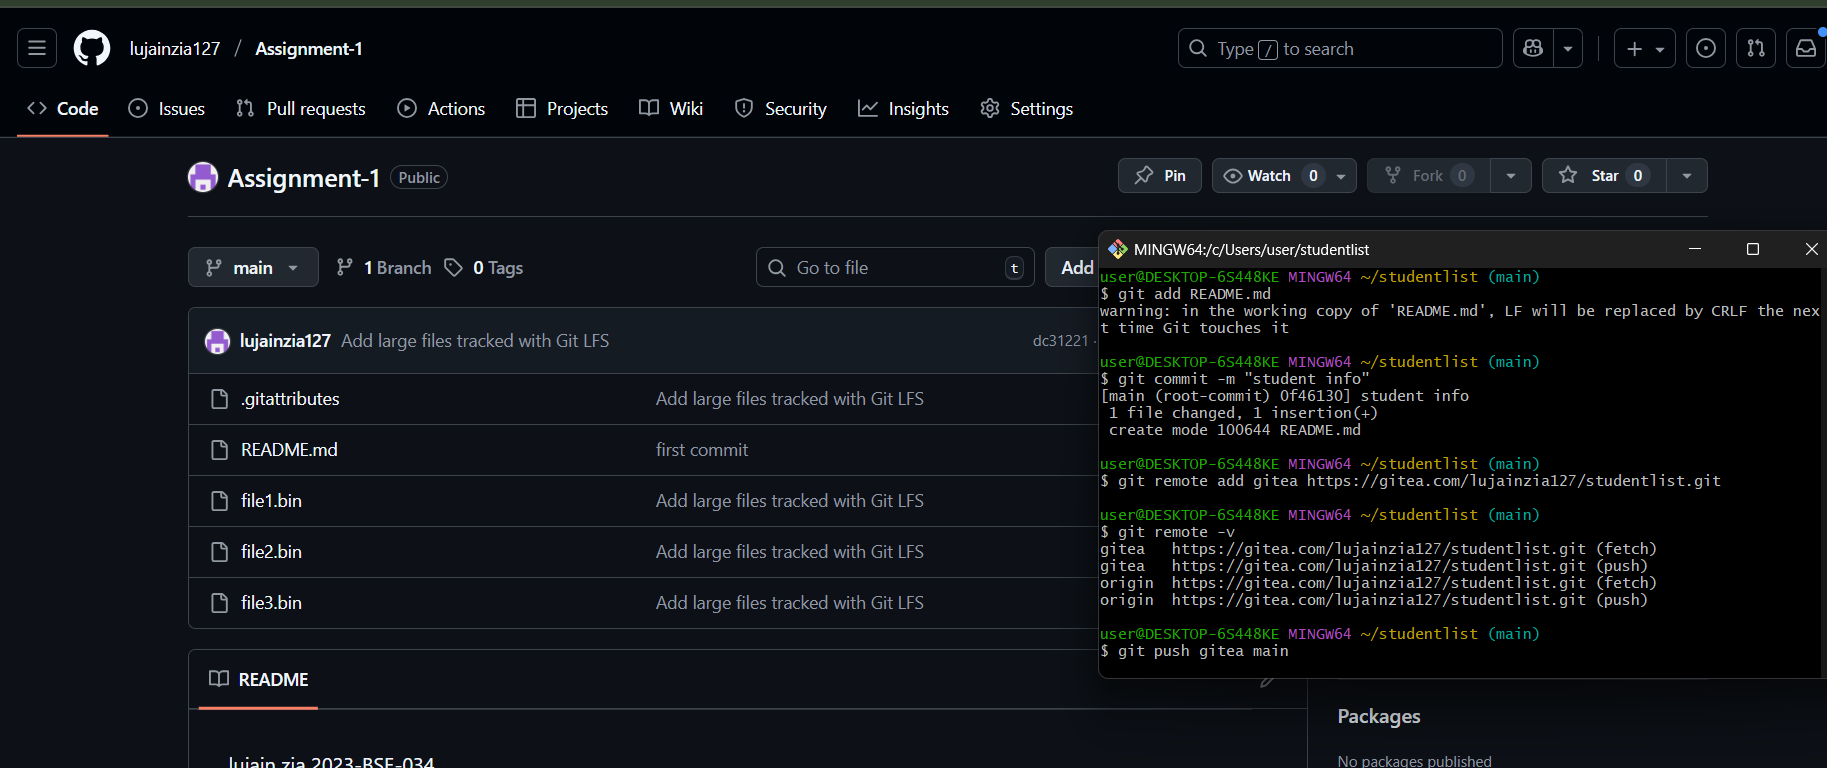 lujainzia127 / Assignment-1
Type / to search
Code Issues Pull requests Actions Projects Wiki Security Insights Settings
Assignment-1 Public
Pin Watch 0 Fork 0 Star 0
main 1 Branch 0 Tags Go to file t Add
lujainzia127 Add large files tracked with Git LFS dc31221 ·
.gitattributes Add large files tracked with Git LFS
README.md first commit
file1.bin Add large files tracked with Git LFS
file2.bin Add large files tracked with Git LFS
file3.bin Add large files tracked with Git LFS
README
lujain zia 2023-BSE-034
MINGW64:/c/Users/user/studentlist
user@DESKTOP-6S448KE MINGW64 ~/studentlist (main)
$ git add README.md
warning: in the working copy of 'README.md', LF will be replaced by CRLF the nex
t time Git touches it
user@DESKTOP-6S448KE MINGW64 ~/studentlist (main)
$ git commit -m "student info"
[main (root-commit) 0f46130] student info
1 file changed, 1 insertion(+)
create mode 100644 README.md
user@DESKTOP-6S448KE MINGW64 ~/studentlist (main)
$ git remote add gitea https://gitea.com/lujainzia127/studentlist.git
user@DESKTOP-6S448KE MINGW64 ~/studentlist (main)
$ git remote -v
gitea https://gitea.com/lujainzia127/studentlist.git (fetch)
gitea https://gitea.com/lujainzia127/studentlist.git (push)
origin https://gitea.com/lujainzia127/studentlist.git (fetch)
origin https://gitea.com/lujainzia127/studentlist.git (push)
user@DESKTOP-6S448KE MINGW64 ~/studentlist (main)
$ git push gitea main
Packages
No packages published